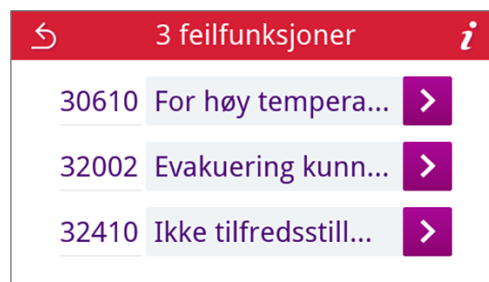 3 feilfunksjoner
30610 For høy tempera...
32002 Evakuering kunn...
32410 Ikke tilfredsstill...